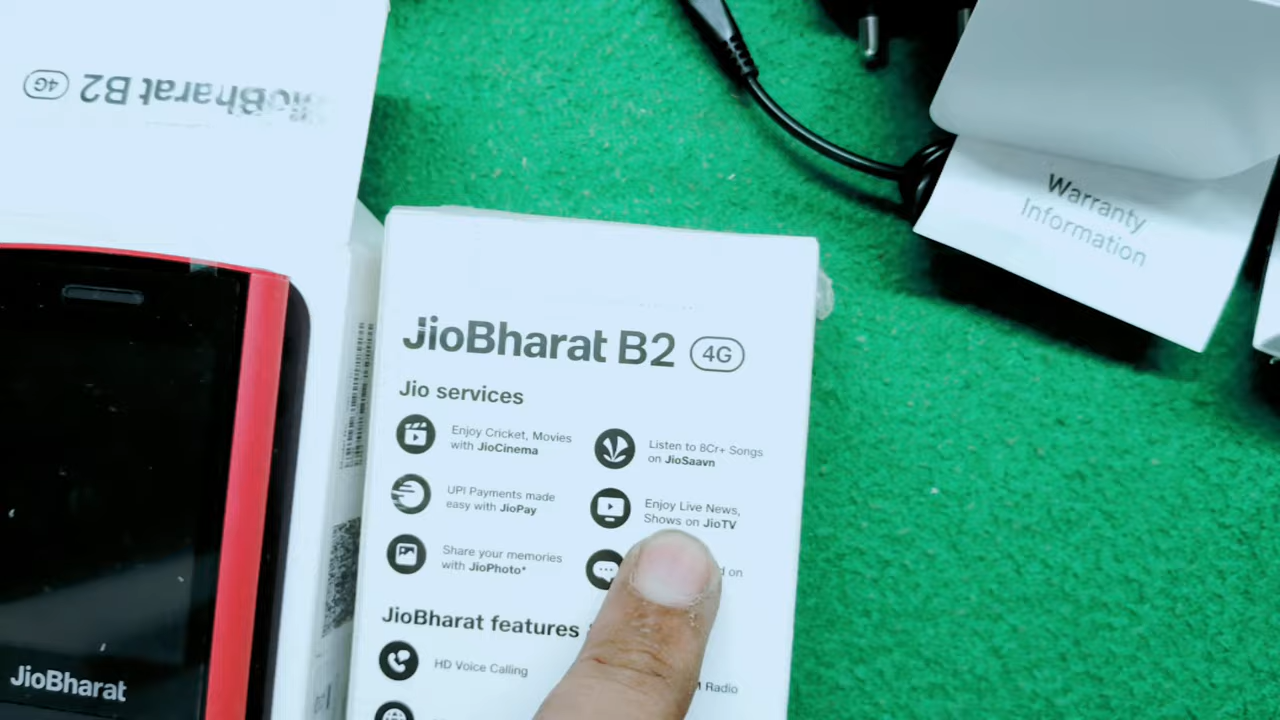 JioBharat B2 4G
Warranty
Information
JioBharat B2 4G
Jio services
Enjoy Cricket, Movies
with JioCinema
Listen to 8Cr+ Songs
on JioSaavn
UPI Payments made
easy with JioPay
Enjoy Live News,
Shows on JioTV
Share your memories
with JioPhoto*
on
JioBharat features
HD Voice Calling
Radio
JioBharat